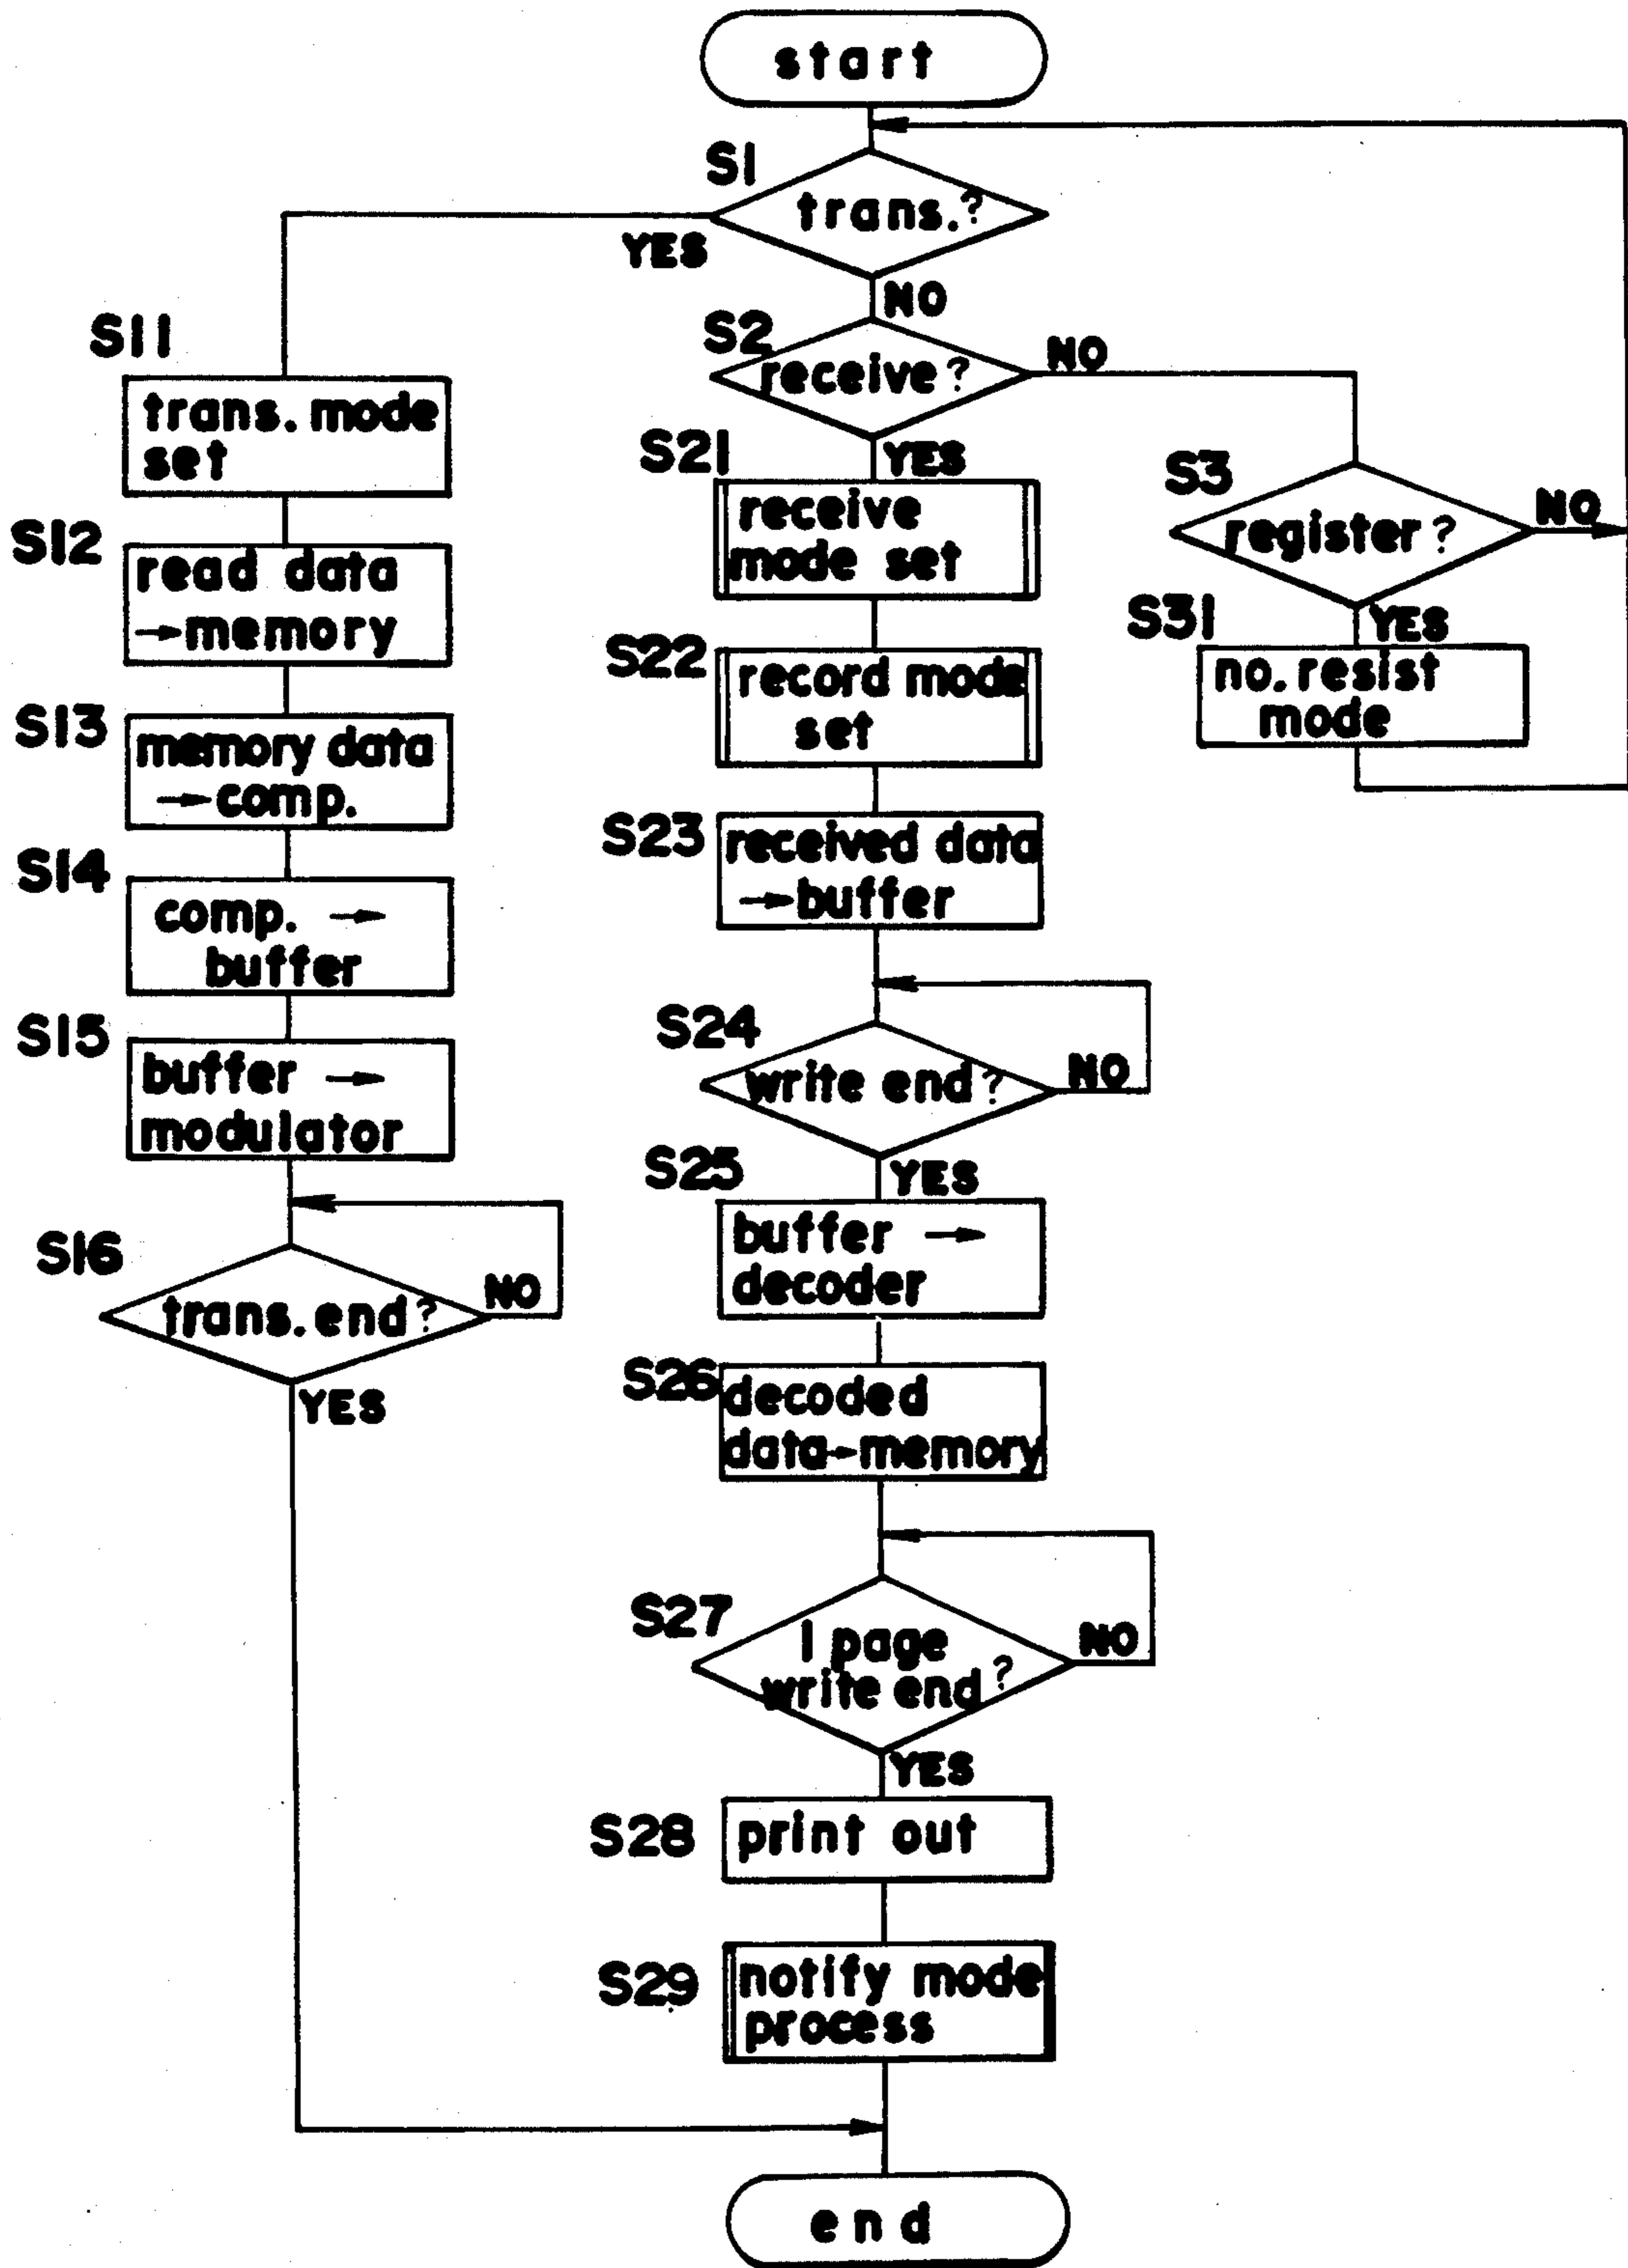 start
S1
trans.?
YES
NO
S2
receive?
NO
S11
trans. mode
set
S12
read data
→memory
S13
memory data
→comp.
S14
comp. →
buffer
S15
buffer →
modulator
S16
trans. end?
NO
YES
S21
YES
receive
mode set
S22
record mode
set
S23
received data
→buffer
S24
write end?
NO
S25
YES
buffer →
decoder
S26
decoded
data→memory
S27
1 page
write end?
NO
YES
S28
print out
S29
notify mode
process
S3
register?
NO
S31
YES
no. resist
mode
end